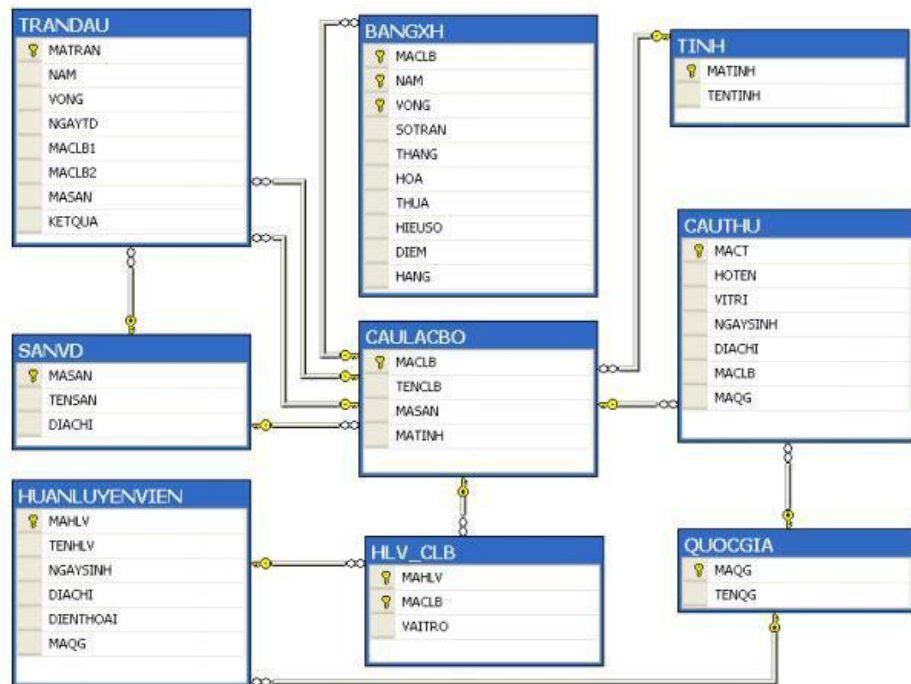 TRANDAU
MATRAN
NAM
VONG
NGAYTD
MACLB1
MACLB2
MASAN
KETQUA
BANGXH
MACLB
NAM
VONG
SOTRAN
THANG
HOA
THUA
HIEUSO
DIEM
HANG
TINH
MATINH
TENTINH
CAUTHU
MACT
HOTEN
VITRI
NGAYSINH
DIACHI
MACLB
MAQG
SANVD
MASAN
TENSAN
DIACHI
CAULACBO
MACLB
TENCLB
MASAN
MATINH
HUANLUYENVIEN
MAHLV
TENHLV
NGAYSINH
DIACHI
DIENTHOAI
MAQG
HLV_CLB
MAHLV
MACLB
VAITRO
QUOCGIA
MAQG
TENQG